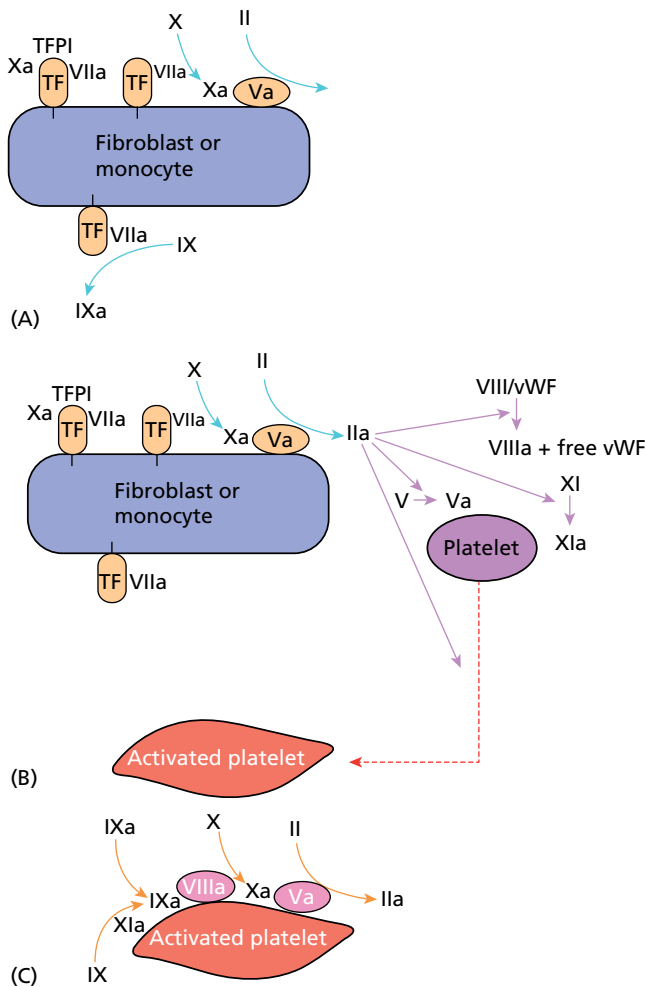 X
II
TFPI
Xa
TF
VIIa
TF
VIIa
Xa
Va
Fibroblast or
monocyte
TF
VIIa
IX
IXa
(A)
II
X
VIII/vWF
TFPI
Xa
TF
VIIa
TF
VIIa
Xa
Va
IIa
VIIIa + free vWF
Fibroblast or
monocyte
V
Va
XI
XIa
Platelet
TF
VIIa
Activated platelet
(B)
IXa
X
II
VIIIa
IXa
Xa
Va
IIa
XIa
Activated platelet
IX
(C)